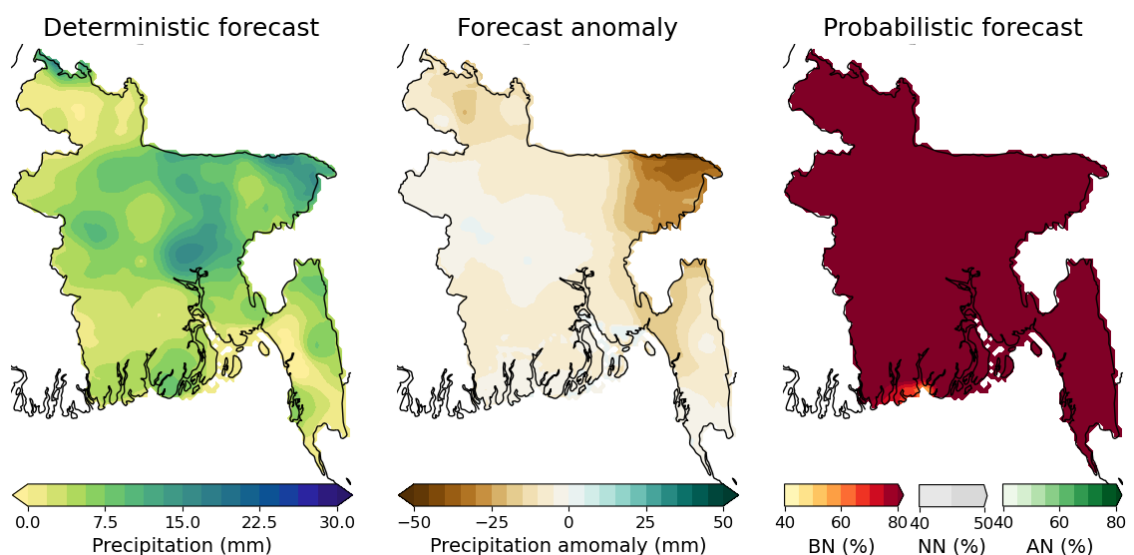 Deterministic forecast
Forecast anomaly
Probabilistic forecast
0.0 7.5 15.0 22.5 30.0
Precipitation (mm)
−50 −25 0 25 50
Precipitation amomaly (mm)
40 60 80
BN (%)
40 50
NN (%)
40 60 80
AN (%)